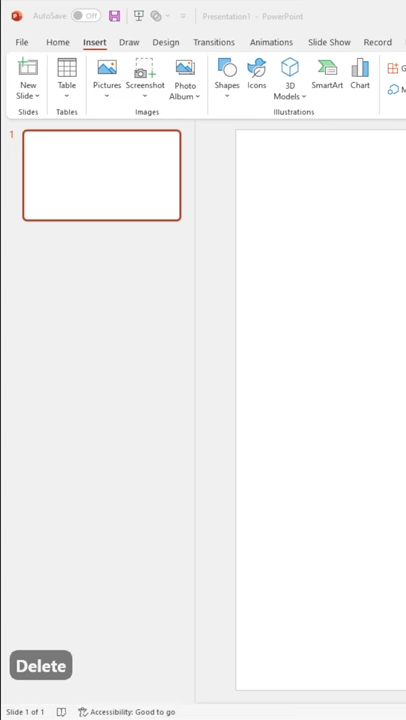 AutoSave Off Presentation1 - PowerPoint
File Home Insert Draw Design Transitions Animations Slide Show Record
New Slide Table Pictures Screenshot Photo Album Shapes Icons 3D Models SmartArt Chart
Slides Tables Images Illustrations
1
Delete
Slide 1 of 1 Accessibility: Good to go